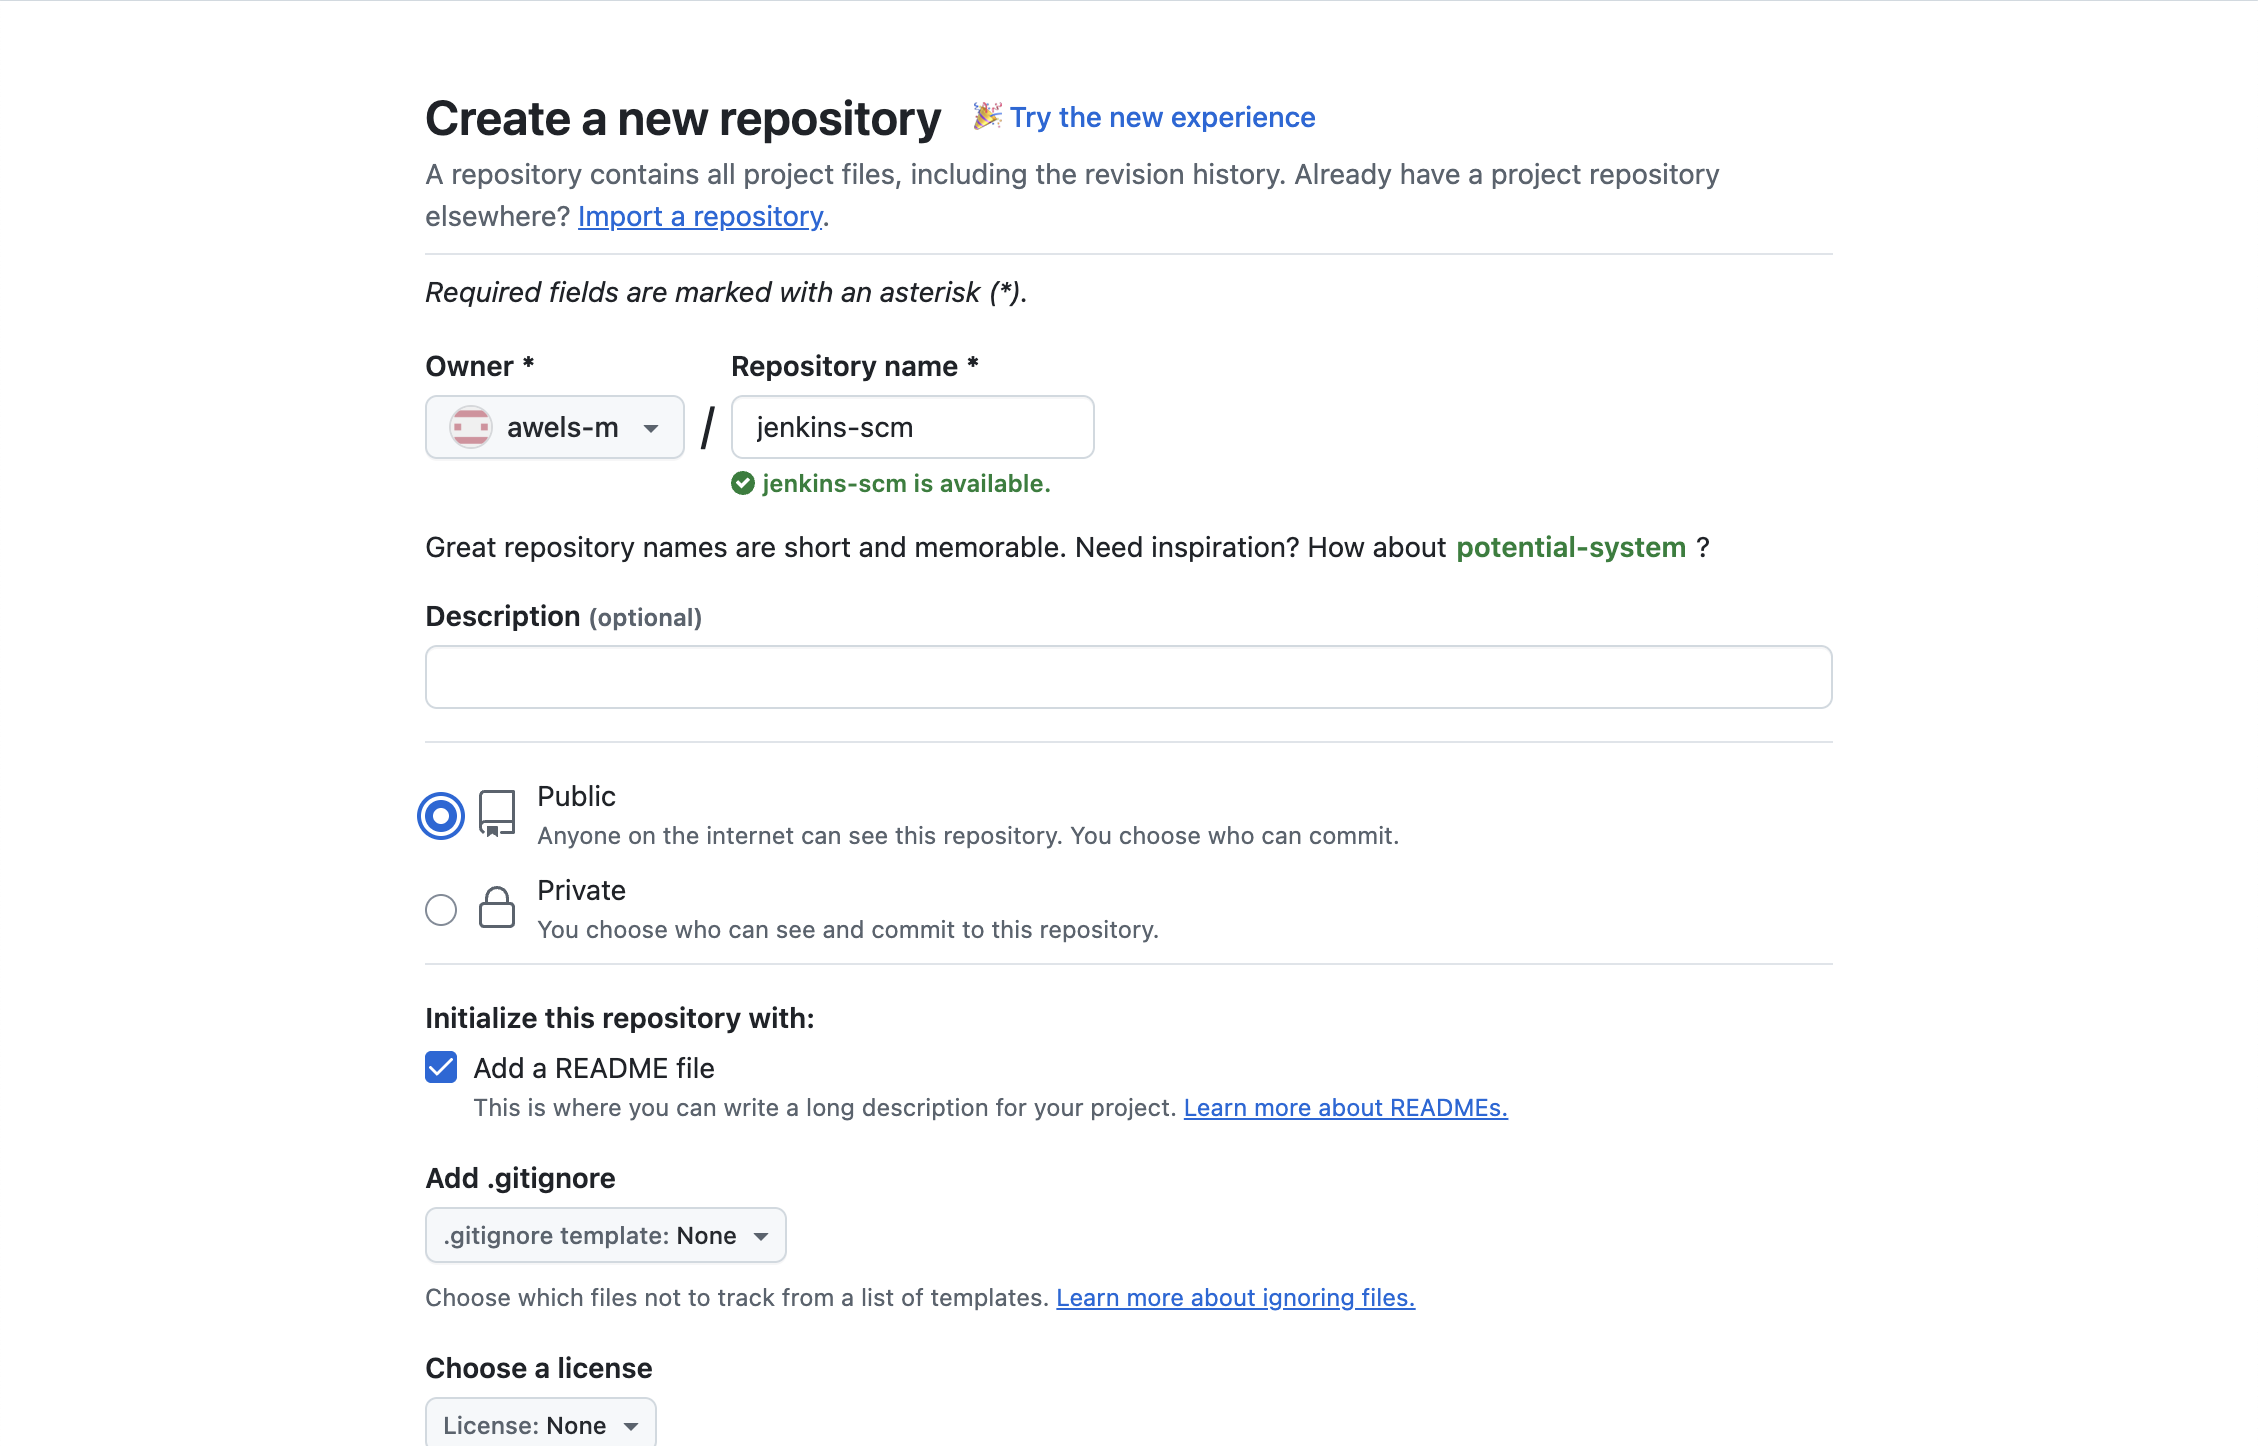 Create a new repository 🎉 Try the new experience
A repository contains all project files, including the revision history. Already have a project repository
elsewhere? Import a repository.
Required fields are marked with an asterisk (*).
Owner * Repository name *
awels-m / jenkins-scm
jenkins-scm is available.
Great repository names are short and memorable. Need inspiration? How about potential-system ?
Description (optional)
Public
Anyone on the internet can see this repository. You choose who can commit.
Private
You choose who can see and commit to this repository.
Initialize this repository with:
Add a README file
This is where you can write a long description for your project. Learn more about READMEs.
Add .gitignore
.gitignore template: None
Choose which files not to track from a list of templates. Learn more about ignoring files.
Choose a license
License: None